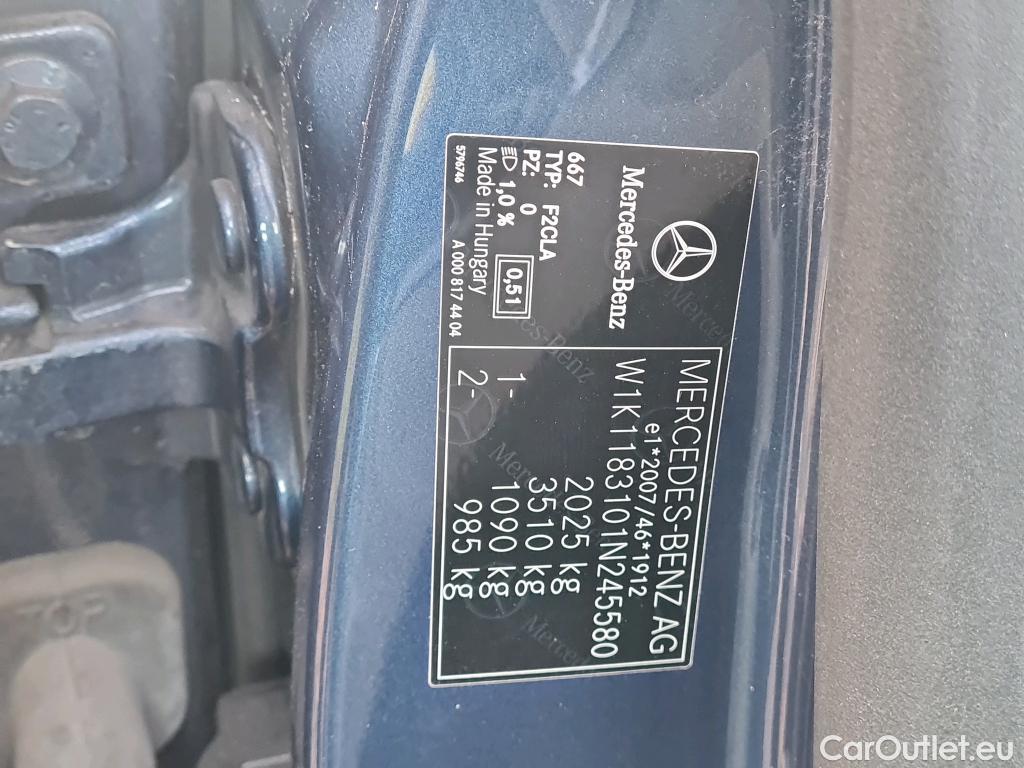 Mercedes-Benz
667
TYP: F2CLA
PZ: 0
1,0 %
0,51
Made in Hungary
5790746
A 000 817 44 04
MERCEDES-BENZ AG
e1*2007/46*1912
W1K1183101N245580
2025 kg
3510 kg
1- 1090 kg
2- 985 kg
TOP
CarOutlet.eu